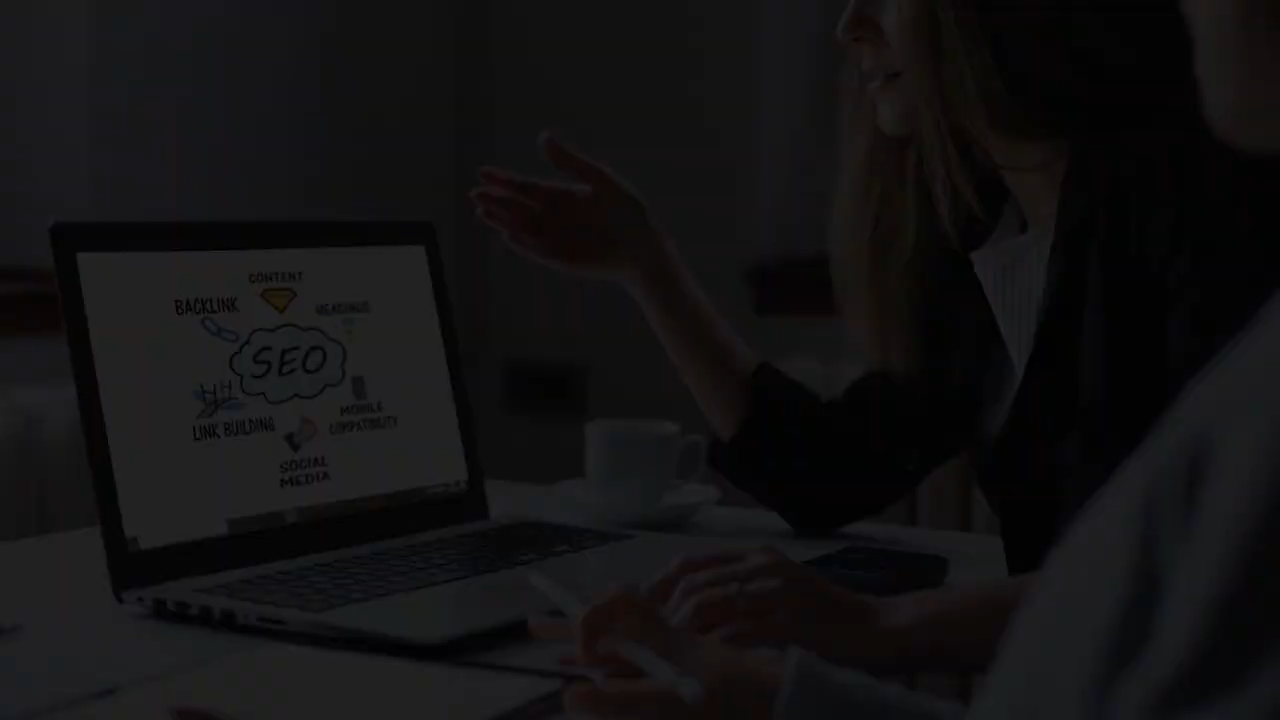 CONTENT
BACKLINK
SEO
LINK BUILDING
MOBILE
COMPATIBILITY
SOCIAL
MEDIA